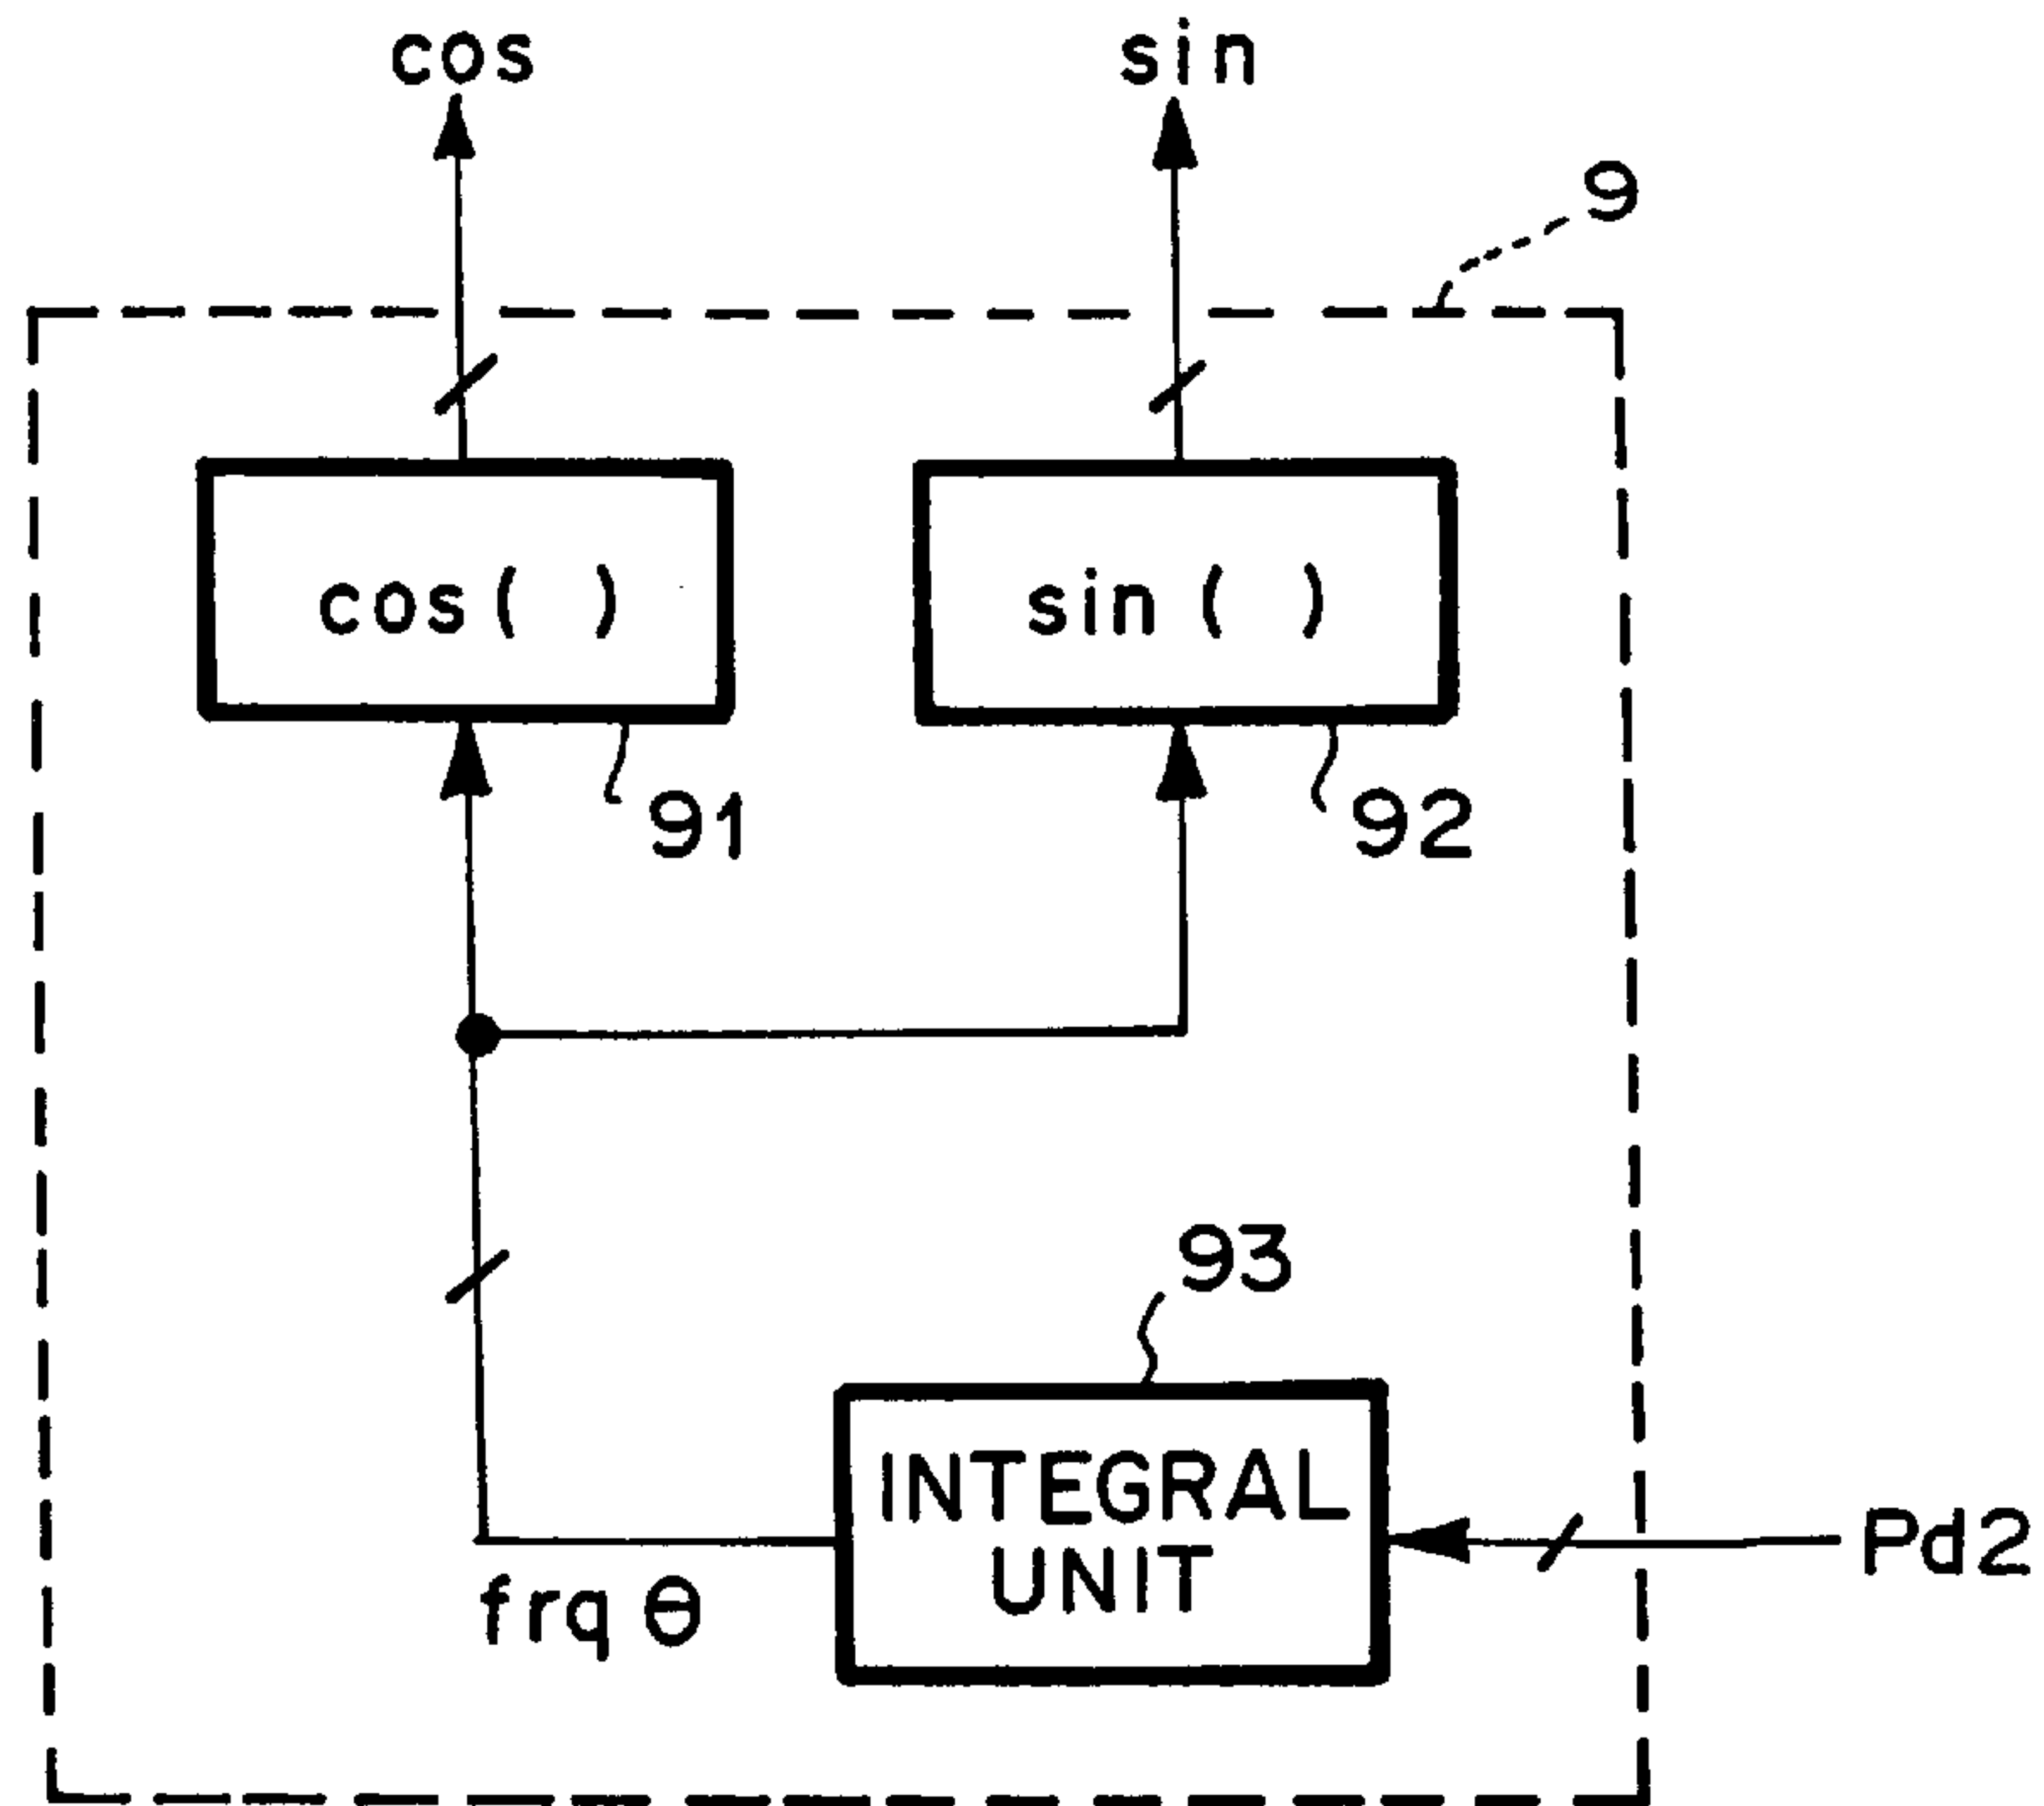 cos
sin
9
cos( )
sin( )
91
92
93
INTEGRAL
UNIT
Pd2
frq θ